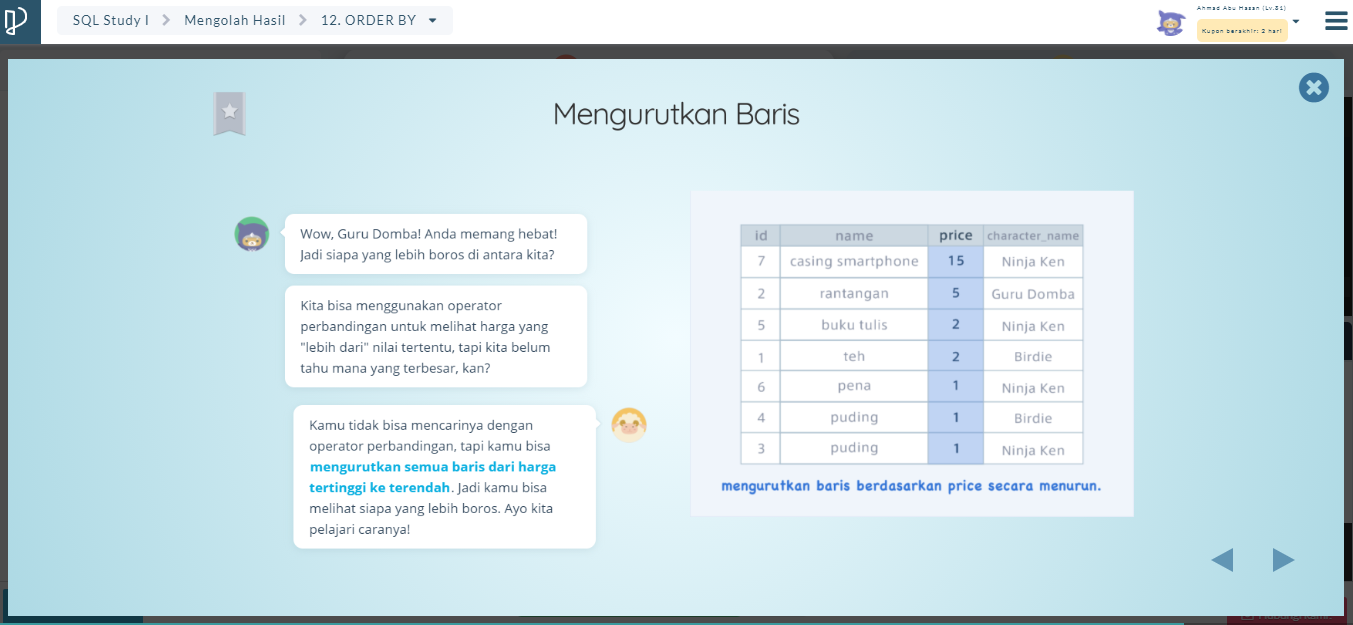 SQL Study I > Mengolah Hasil > 12. ORDER BY
Ahmad Abu Hasan (Lv.31)
Kupon berakhir: 2 hari
Mengurutkan Baris
Wow, Guru Domba! Anda memang hebat!
Jadi siapa yang lebih boros di antara kita?
Kita bisa menggunakan operator
perbandingan untuk melihat harga yang
"lebih dari" nilai tertentu, tapi kita belum
tahu mana yang terbesar, kan?
Kamu tidak bisa mencarinya dengan
operator perbandingan, tapi kamu bisa
mengurutkan semua baris dari harga
tertinggi ke terendah. Jadi kamu bisa
melihat siapa yang lebih boros. Ayo kita
pelajari caranya!
id name price character_name
7 casing smartphone 15 Ninja Ken
2 rantangan 5 Guru Domba
5 buku tulis 2 Ninja Ken
1 teh 2 Birdie
6 pena 1 Ninja Ken
4 puding 1 Birdie
3 puding 1 Ninja Ken
mengurutkan baris berdasarkan price secara menurun.